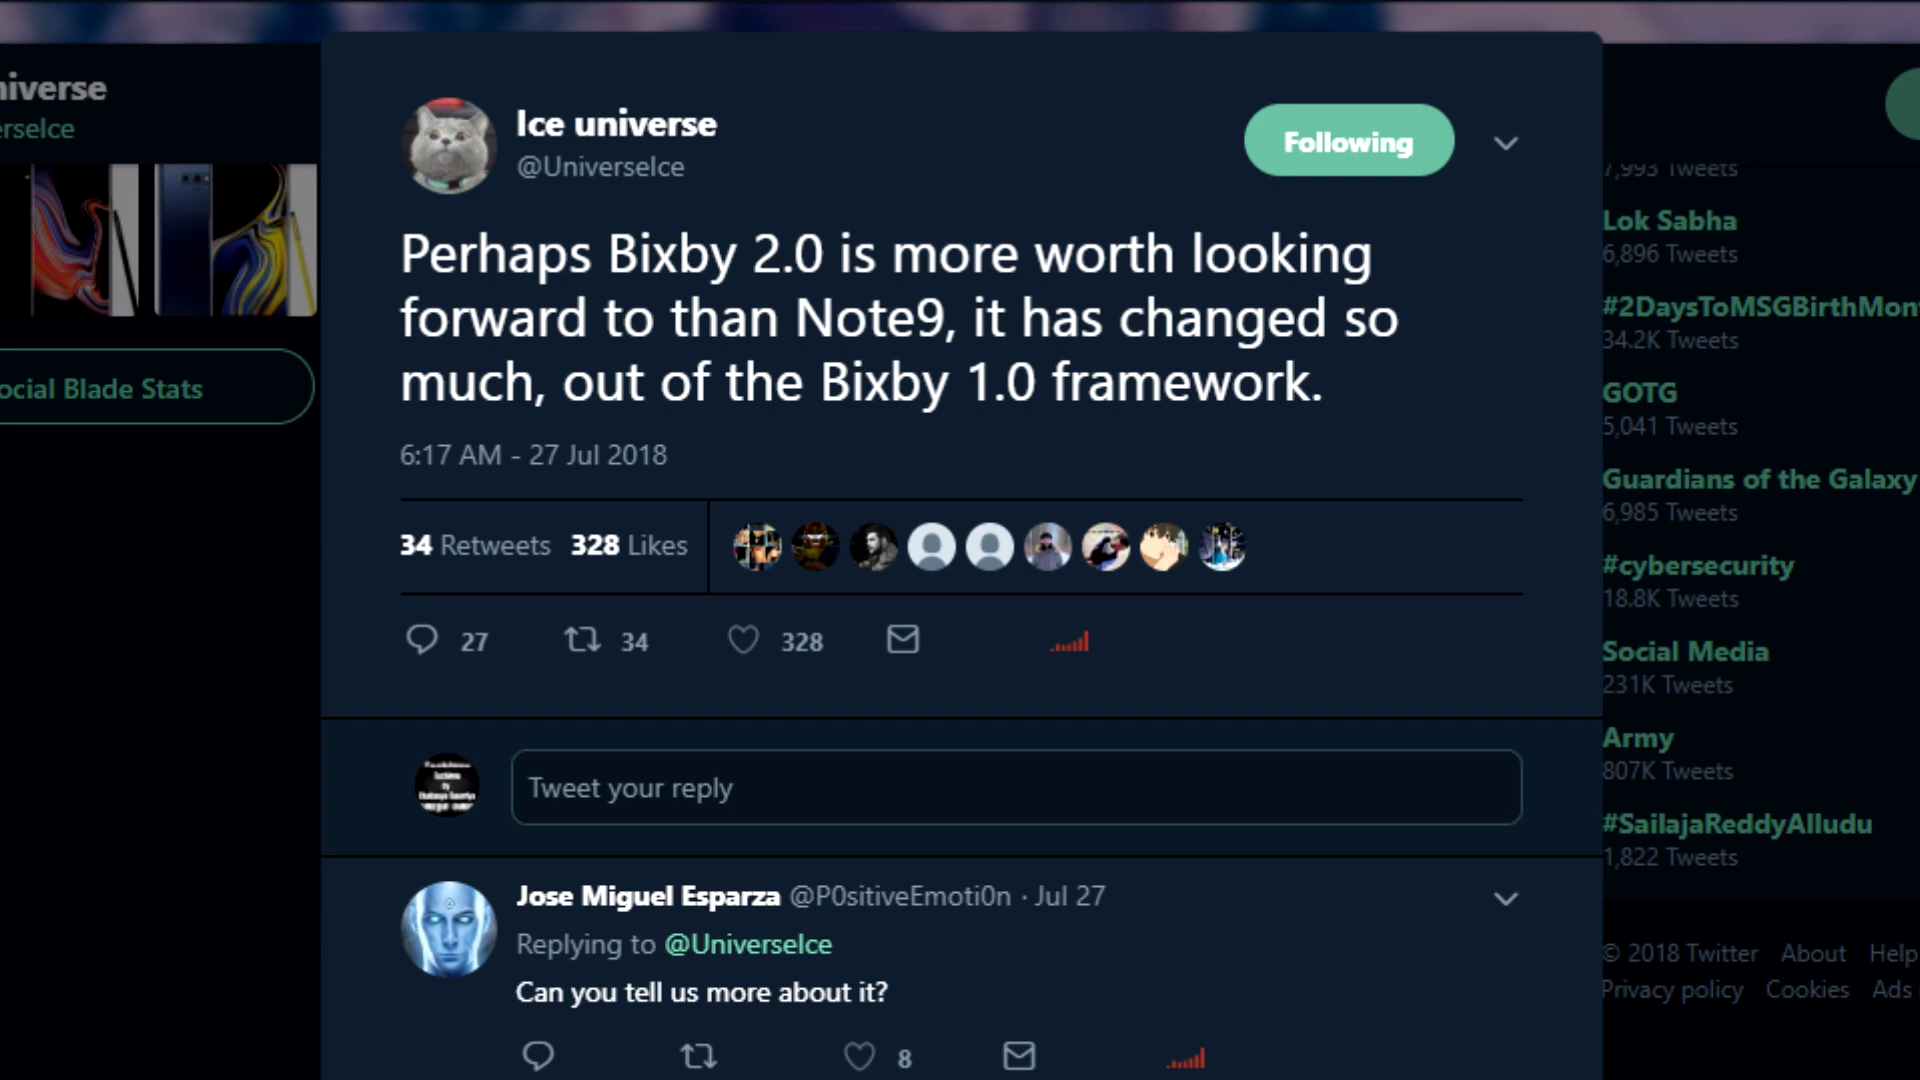 niverse
erseIce
ocial Blade Stats
Ice universe
@UniverseIce
Following
Perhaps Bixby 2.0 is more worth looking
forward to than Note9, it has changed so
much, out of the Bixby 1.0 framework.
6:17 AM - 27 Jul 2018
34 Retweets 328 Likes
27 34 328
Tweet your reply
Jose Miguel Esparza @P0sitiveEmoti0n · Jul 27
Replying to @UniverseIce
Can you tell us more about it?
8
7,993 Tweets
Lok Sabha
6,896 Tweets
#2DaysToMSGBirthMon
34.2K Tweets
GOTG
5,041 Tweets
Guardians of the Galaxy
6,985 Tweets
#cybersecurity
18.8K Tweets
Social Media
231K Tweets
Army
807K Tweets
#SailajaReddyAlludu
1,822 Tweets
© 2018 Twitter About Help
Privacy policy Cookies Ads